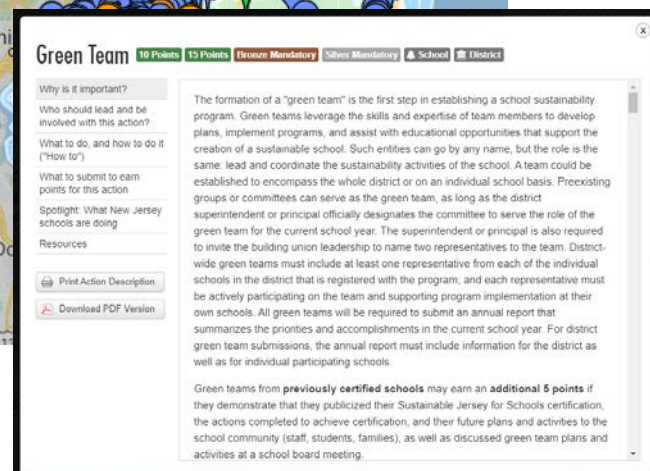 Green Team 10 Points 15 Points Bronze Mandatory Silver Mandatory School District
Why is it important?
Who should lead and be
involved with this action?
What to do, and how to do it
("How to")
What to submit to earn
points for this action
Spotlight: What New Jersey
schools are doing
Resources
Print Action Description
Download PDF Version
The formation of a "green team" is the first step in establishing a school sustainability
program. Green teams leverage the skills and expertise of team members to develop
plans, implement programs, and assist with educational opportunities that support the
creation of a sustainable school. Such entities can go by any name, but the role is the
same: lead and coordinate the sustainability activities of the school. A team could be
established to encompass the whole district or on an individual school basis. Preexisting
groups or committees can serve as the green team, as long as the district
superintendent or principal officially designates the committee to serve the role of the
green team for the current school year. The superintendent or principal is also required
to invite the building union leadership to name two representatives to the team. District-
wide green teams must include at least one representative from each of the individual
schools in the district that is registered with the program; and each representative must
be actively participating on the team and supporting program implementation at their
own schools. All green teams will be required to submit an annual report that
summarizes the priorities and accomplishments in the current school year. For district
green team submissions, the annual report must include information for the district as
well as for individual participating schools.
Green teams from previously certified schools may earn an additional 5 points if
they demonstrate that they publicized their Sustainable Jersey for Schools certification,
the actions completed to achieve certification, and their future plans and activities to the
school community (staff, students, families), as well as discussed green team plans and
activities at a school board meeting.